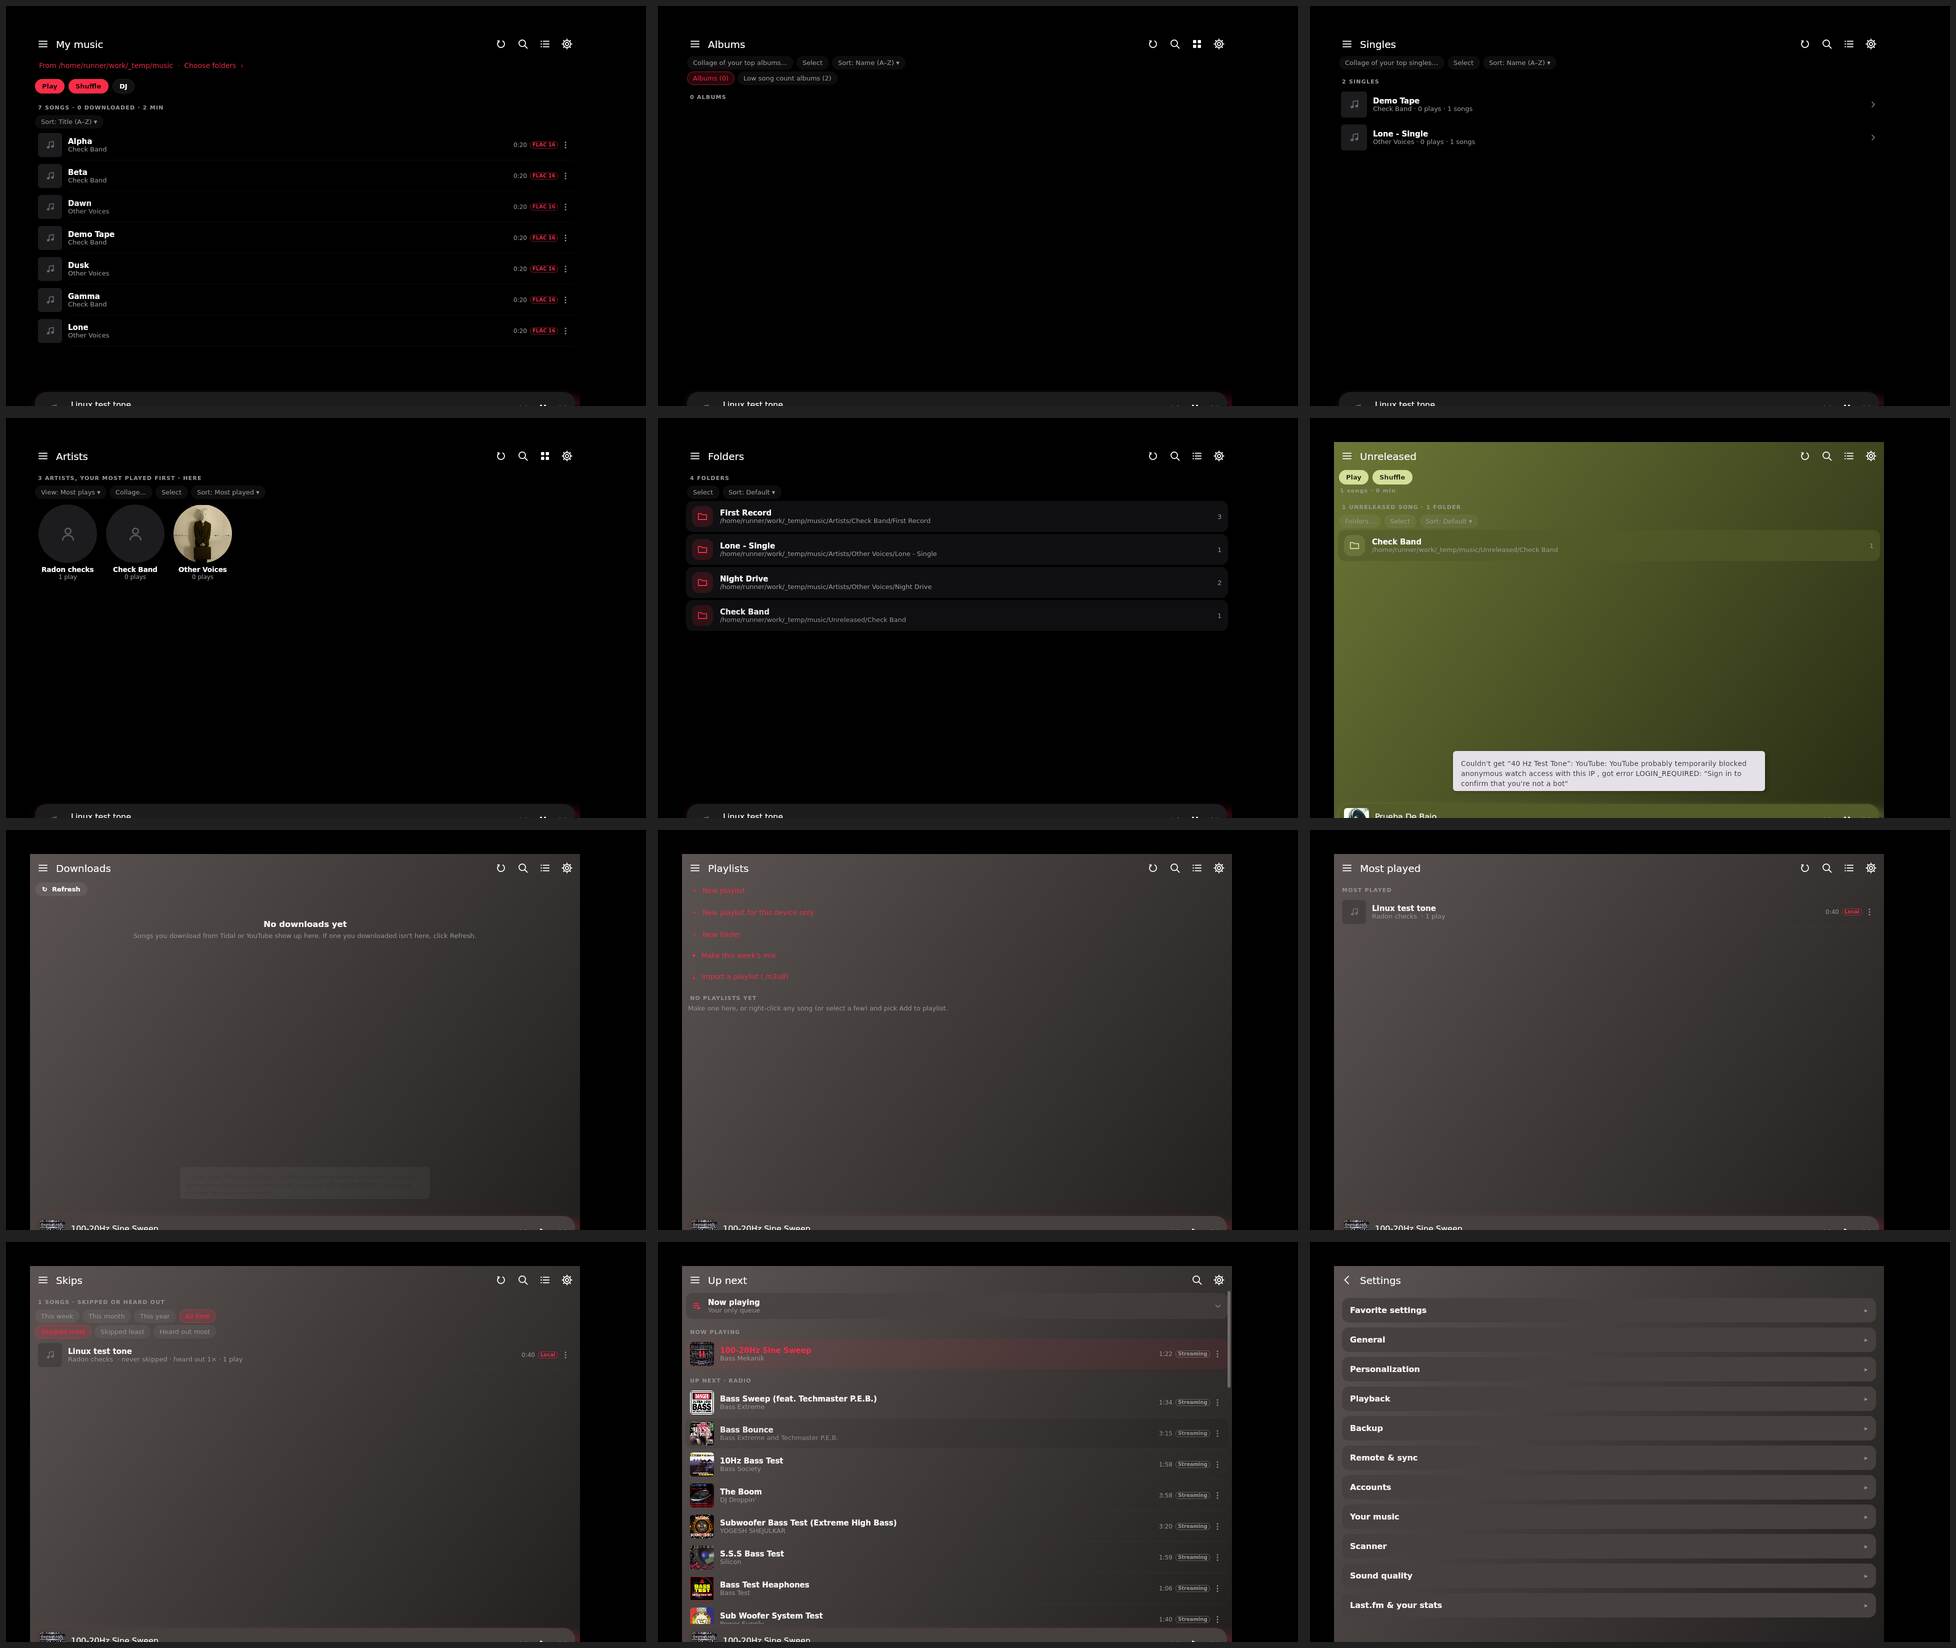 My music
From /home/runner/work/_temp/music · Choose folders ›
Play Shuffle DJ
7 SONGS · 0 DOWNLOADED · 2 MIN
Sort: Title (A–Z) ▾
Alpha
Check Band
0:20 FLAC 16
Beta
Check Band
0:20 FLAC 16
Dawn
Other Voices
0:20 FLAC 16
Demo Tape
Check Band
0:20 FLAC 16
Dusk
Other Voices
0:20 FLAC 16
Gamma
Check Band
0:20 FLAC 16
Lone
Other Voices
0:20 FLAC 16
Linux test tone
Albums
Collage of your top albums... Select Sort: Name (A–Z) ▾
Albums (0) Low song count albums (2)
0 ALBUMS
Linux test tone
Singles
Collage of your top singles... Select Sort: Name (A–Z) ▾
2 SINGLES
Demo Tape
Check Band · 0 plays · 1 songs
Lone - Single
Other Voices · 0 plays · 1 songs
Linux test tone
Artists
3 ARTISTS, YOUR MOST PLAYED FIRST · HERE
View: Most plays ▾ Collage... Select Sort: Most played ▾
Radon checks
1 play
Check Band
0 plays
Other Voices
0 plays
Linux test tone
Folders
4 FOLDERS
Select Sort: Default ▾
First Record
/home/runner/work/_temp/music/Artists/Check Band/First Record
3
Lone - Single
/home/runner/work/_temp/music/Artists/Other Voices/Lone - Single
1
Night Drive
/home/runner/work/_temp/music/Artists/Other Voices/Night Drive
2
Check Band
/home/runner/work/_temp/music/Unreleased/Check Band
1
Linux test tone
Unreleased
Play Shuffle
1 songs · 0 min
1 UNRELEASED SONG · 1 FOLDER
Folders... Select Sort: Default ▾
Check Band
/home/runner/work/_temp/music/Unreleased/Check Band
1
Couldn't get "40 Hz Test Tone": YouTube: YouTube probably temporarily blocked
anonymous watch access with this IP , got error LOGIN_REQUIRED: "Sign in to
confirm that you're not a bot"
Prueba De Bajo
Downloads
↻ Refresh
No downloads yet
Songs you download from Tidal or YouTube show up here. If one you downloaded isn't here, click Refresh.
100-20Hz Sine Sweep
Playlists
New playlist
New playlist for this device only
New folder
Make this week's mix
Import a playlist (.m3u8)
NO PLAYLISTS YET
Make one here, or right-click any song (or select a few) and pick Add to playlist.
100-20Hz Sine Sweep
Most played
MOST PLAYED
Linux test tone
Radon checks · 1 play
0:40 Local
100-20Hz Sine Sweep
Skips
1 SONGS · SKIPPED OR HEARD OUT
This week This month This year All time
Skipped most Skipped least Heard out most
Linux test tone
Radon checks · never skipped · heard out 1× · 1 play
0:40 Local
100-20Hz Sine Sweep
Up next
Now playing
Your only queue
NOW PLAYING
100-20Hz Sine Sweep
Bass Mekanik
1:22 Streaming
UP NEXT · RADIO
Bass Sweep (feat. Techmaster P.E.B.)
Bass Extreme
1:34 Streaming
Bass Bounce
Bass Extreme and Techmaster P.E.B.
3:15 Streaming
10Hz Bass Test
Bass Society
1:58 Streaming
The Boom
DJ Droppin'
3:58 Streaming
Subwoofer Bass Test (Extreme High Bass)
YOGESH SHEJULKAR
3:20 Streaming
S.S.S Bass Test
Silicon
1:59 Streaming
Bass Test Heaphones
Bass Test
1:06 Streaming
Sub Woofer System Test
1:40 Streaming
100-20Hz Sine Sweep
Settings
Favorite settings
General
Personalization
Playback
Backup
Remote & sync
Accounts
Your music
Scanner
Sound quality
Last.fm & your stats